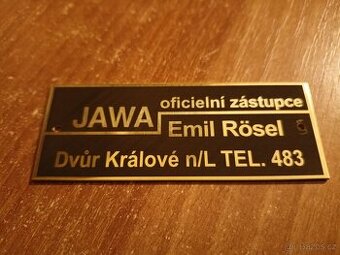 JAWA oficielní zástupce
Emil Rösel
Dvůr Králové n/L TEL. 483